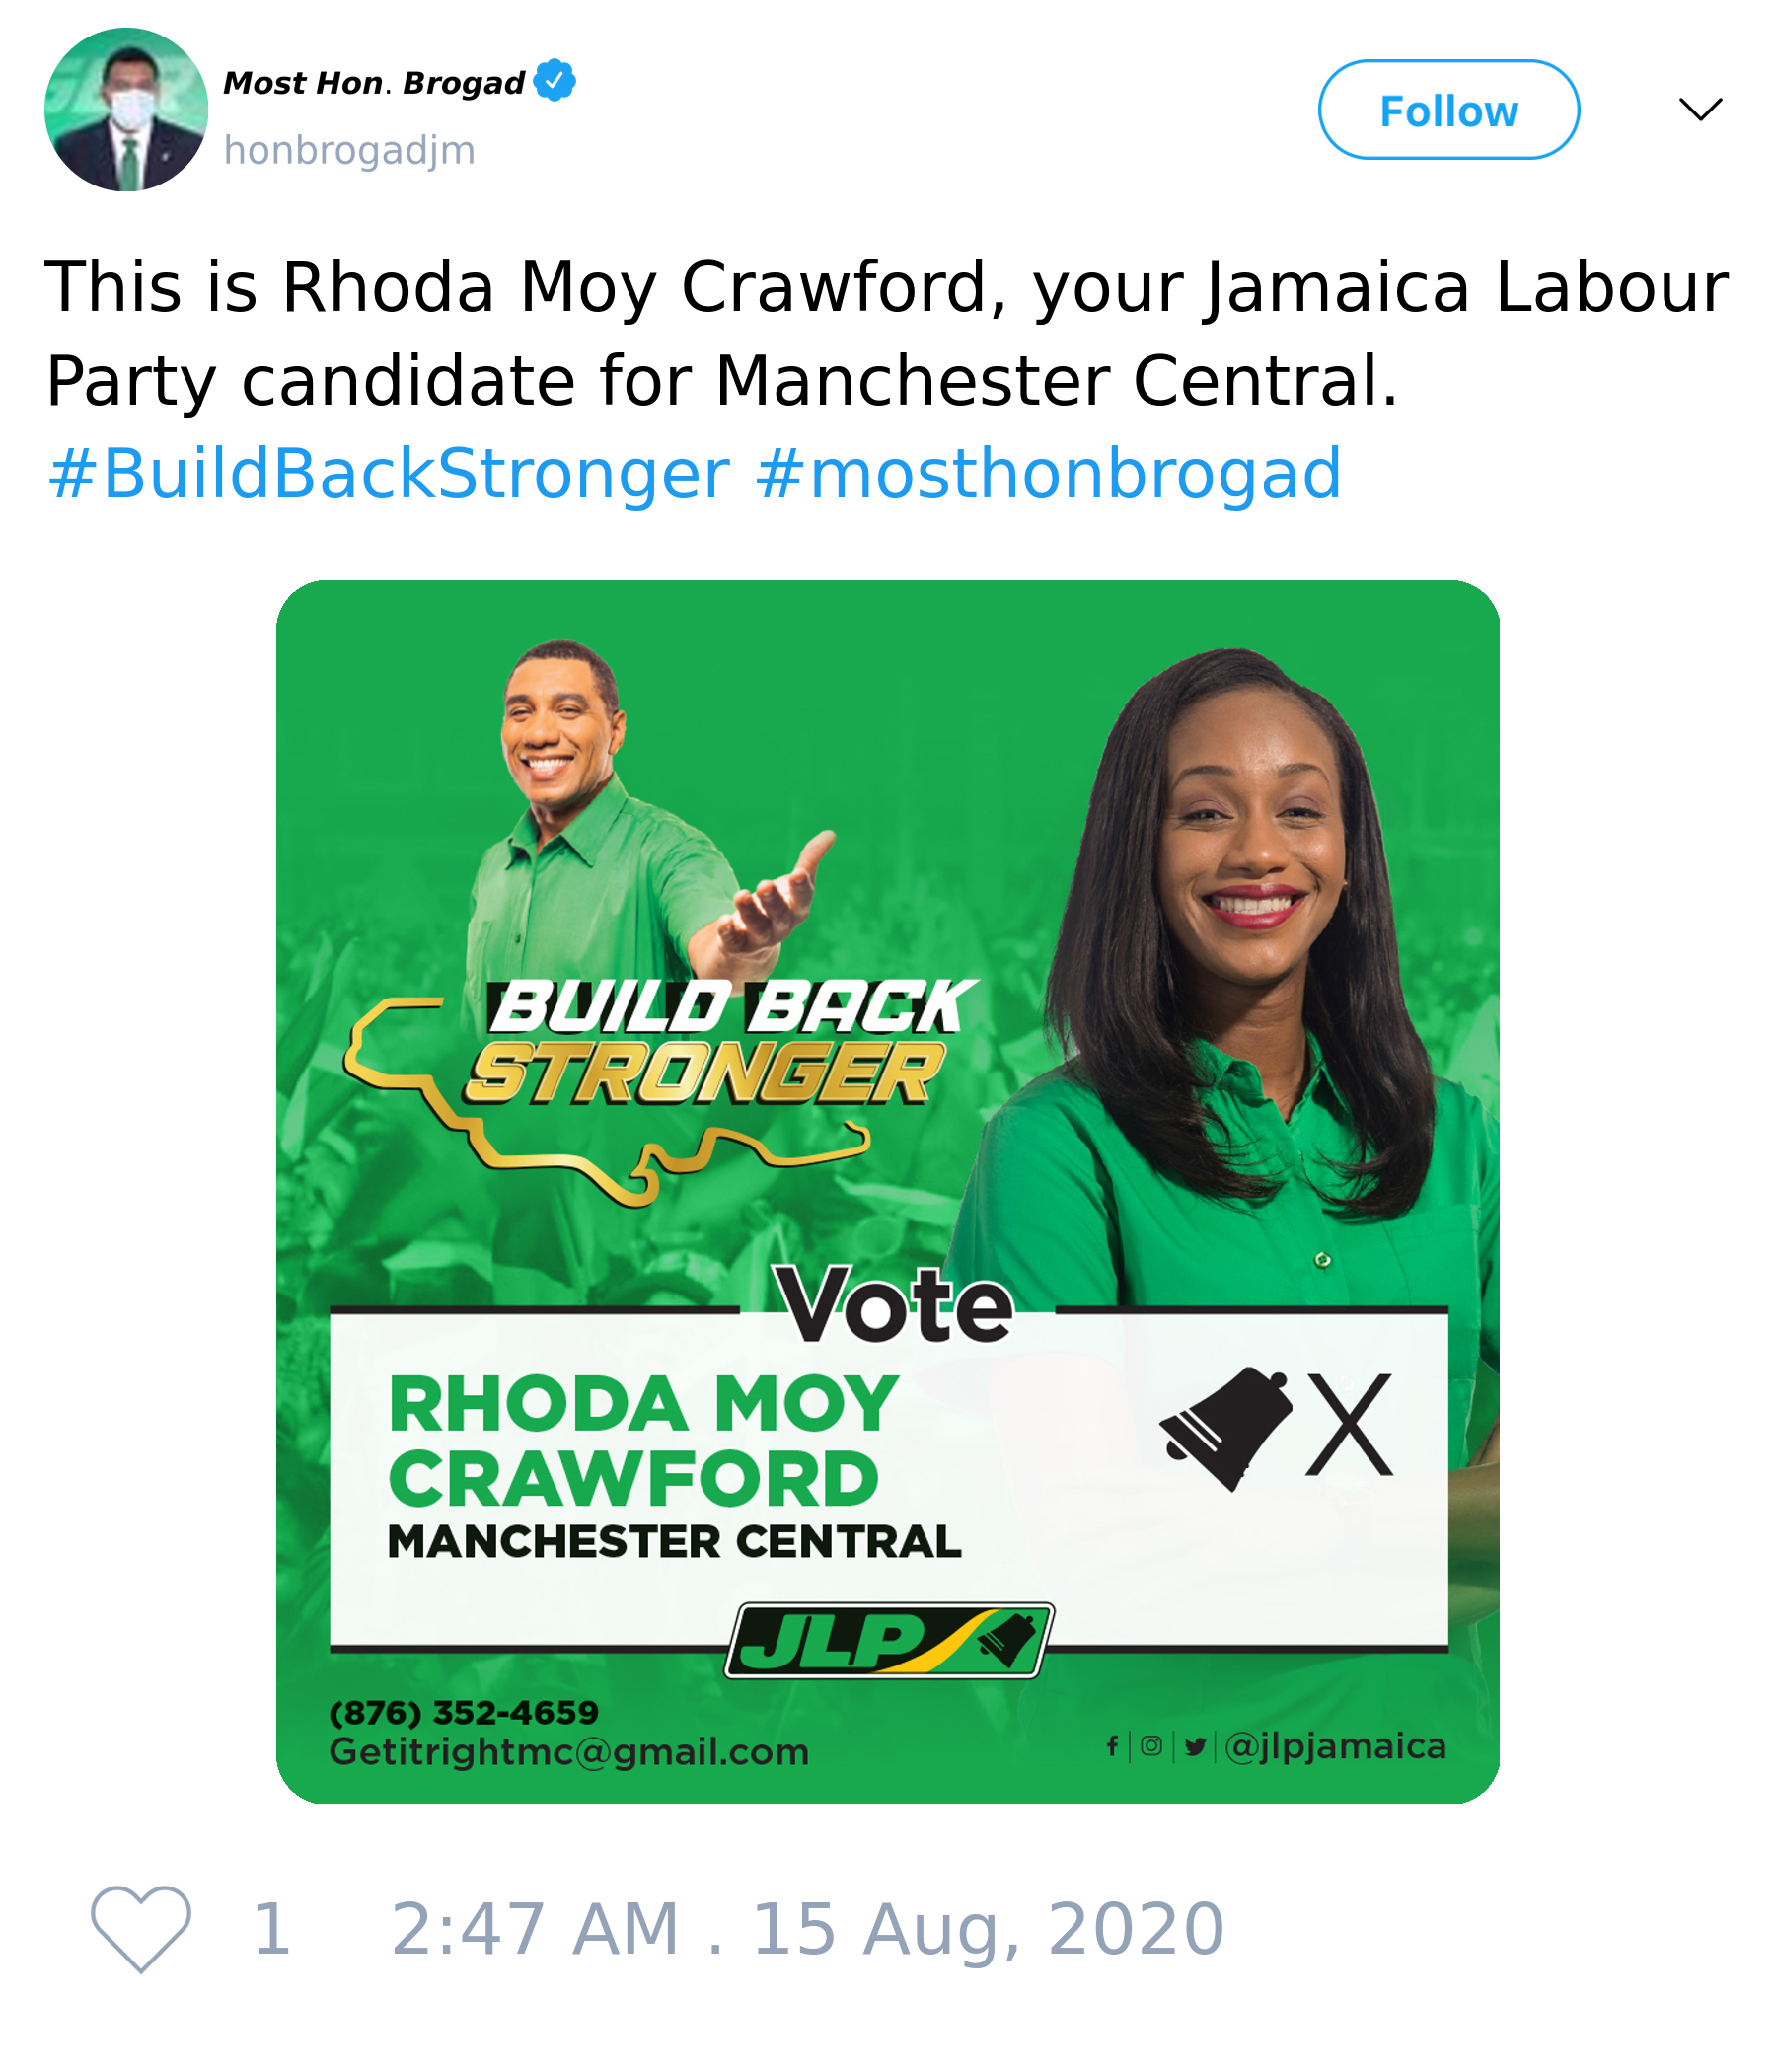 Most Hon. Brogad
honbrogadjm
Follow
This is Rhoda Moy Crawford, your Jamaica Labour
Party candidate for Manchester Central.
#BuildBackStronger #mosthonbrogad
BUILD BACK
STRONGER
Vote
RHODA MOY
CRAWFORD
X
MANCHESTER CENTRAL
JLP
(876) 352-4659
Getitrightmc@gmail.com
@jlpjamaica
1 2:47 AM . 15 Aug, 2020